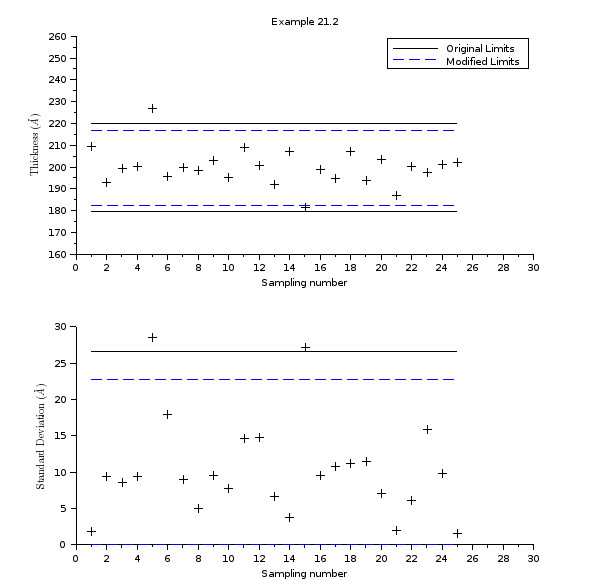 Example 21.2
Original Limits
Modified Limits
260
250
240
230
220
210
200
190
180
170
160
Thickness (Å)
0 2 4 6 8 10 12 14 16 18 20 22 24 26 28 30
Sampling number
30
25
20
15
10
5
0
Standard Deviation (Å)
0 2 4 6 8 10 12 14 16 18 20 22 24 26 28 30
Sampling number